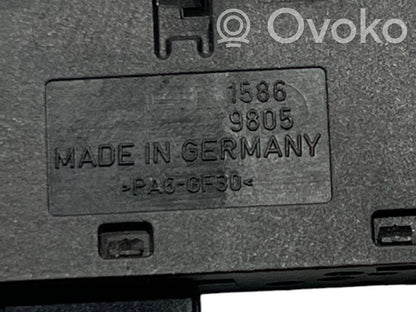 Ovoko
1586
9805
MADE IN GERMANY
>PA6-GF30<